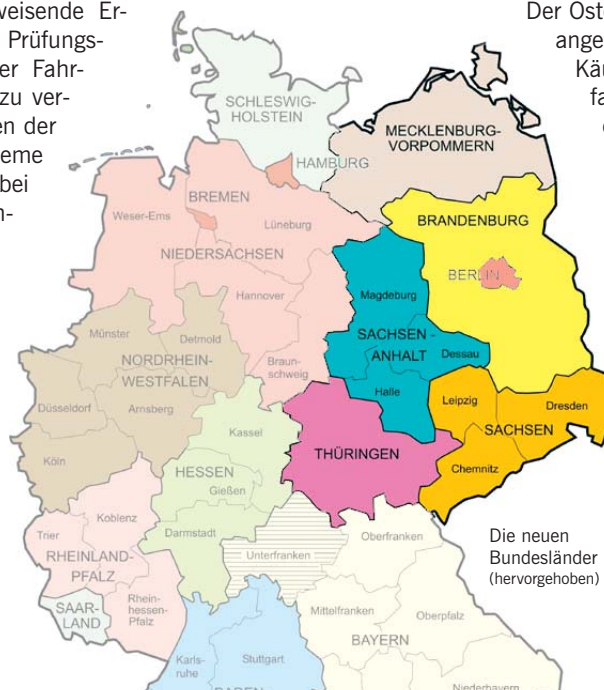 weisende Er-
Prüfungs-
er Fahr-
zu ver-
en der
eme
bei
n-
Der Oste
ange
Käu
fa
SCHLESWIG-
HOLSTEIN
MECKLENBURG-
VORPOMMERN
HAMBURG
BREMEN
Weser-Ems
Lüneburg
BRANDENBURG
NIEDERSACHSEN
BERLIN
Hannover
Magdeburg
Münster
Detmold
SACHSEN -
ANHALT
Dessau
NORDRHEIN-
WESTFALEN
Braun-
schweig
Halle
Leipzig
Dresden
Düsseldorf
Arnsberg
SACHSEN
Kassel
THÜRINGEN
Köln
Chemnitz
HESSEN
Gießen
Koblenz
Trier
Darmstadt
Oberfranken
Die neuen
Bundesländer
(hervorgehoben)
RHEINLAND-
PFALZ
Unterfranken
SAAR-
LAND
Rhein-
hessen-
Pfalz
Mittelfranken
Oberpfalz
BAYERN
Karls-
ruhe
Stuttgart
Niederbayern
BADEN